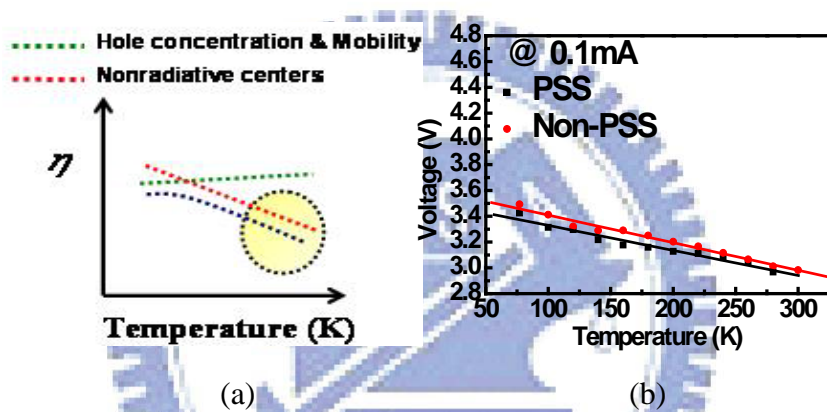 Hole concentration & Mobility
Nonradiative centers
η
Temperature (K)
(a)
@ 0.1mA
PSS
Non-PSS
Voltage (V)
4.8
4.6
4.4
4.2
4.0
3.8
3.6
3.4
3.2
3.0
2.8
50 100 150 200 250 300
Temperature (K)
(b)